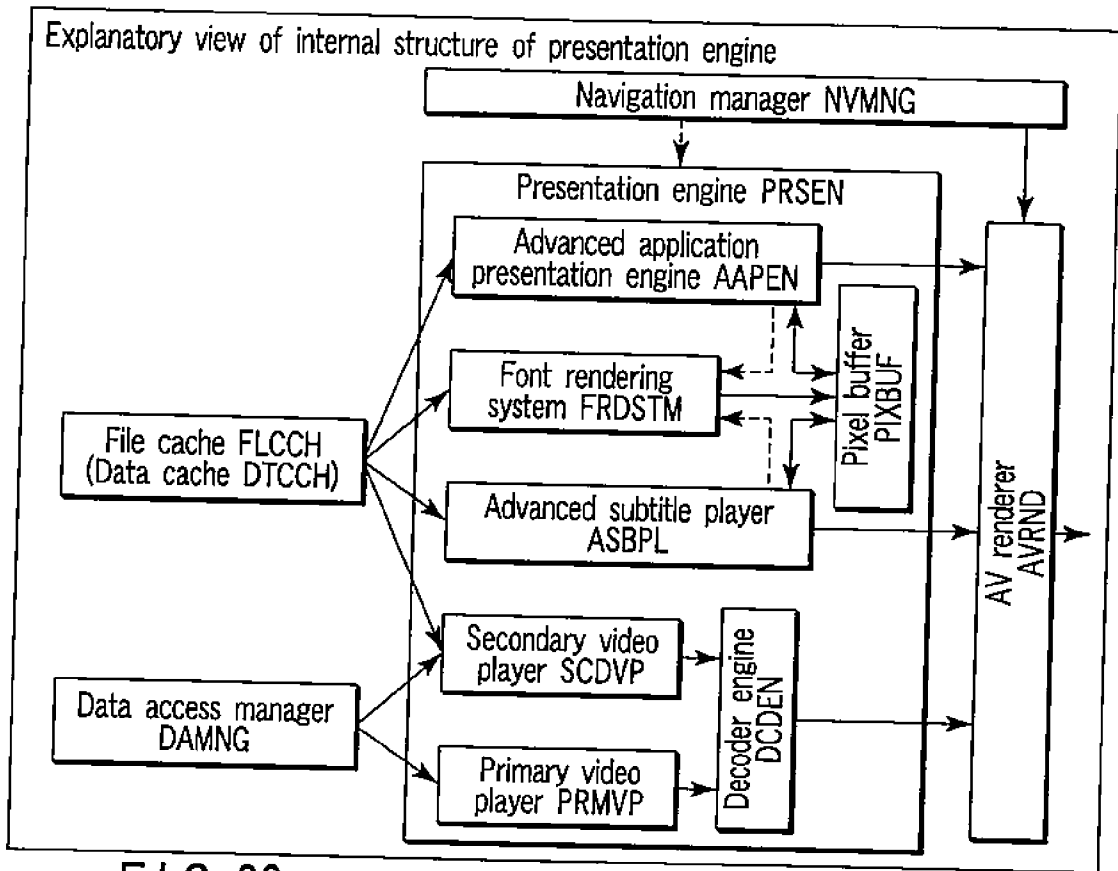 Explanatory view of internal structure of presentation engine
Navigation manager NVMNG
Presentation engine PRSEN
Advanced application
presentation engine AAPEN
Pixel buffer
PIXBUF
Font rendering
system FRDSTM
File cache FLCCH
(Data cache DTCCH)
Advanced subtitle player
ASBPL
AV renderer
AVRND
Secondary video
player SCDVP
Decoder engine
DCDEN
Data access manager
DAMNG
Primary video
player PRMVP